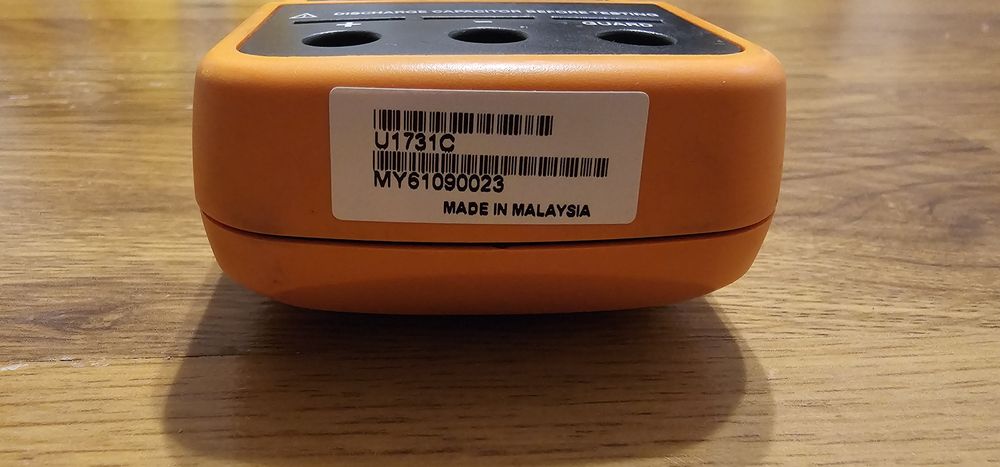 ⚠ DISCHARGE CAPACITOR BEFORE TESTING
+ - GUARD
U1731C
MY61090023
MADE IN MALAYSIA